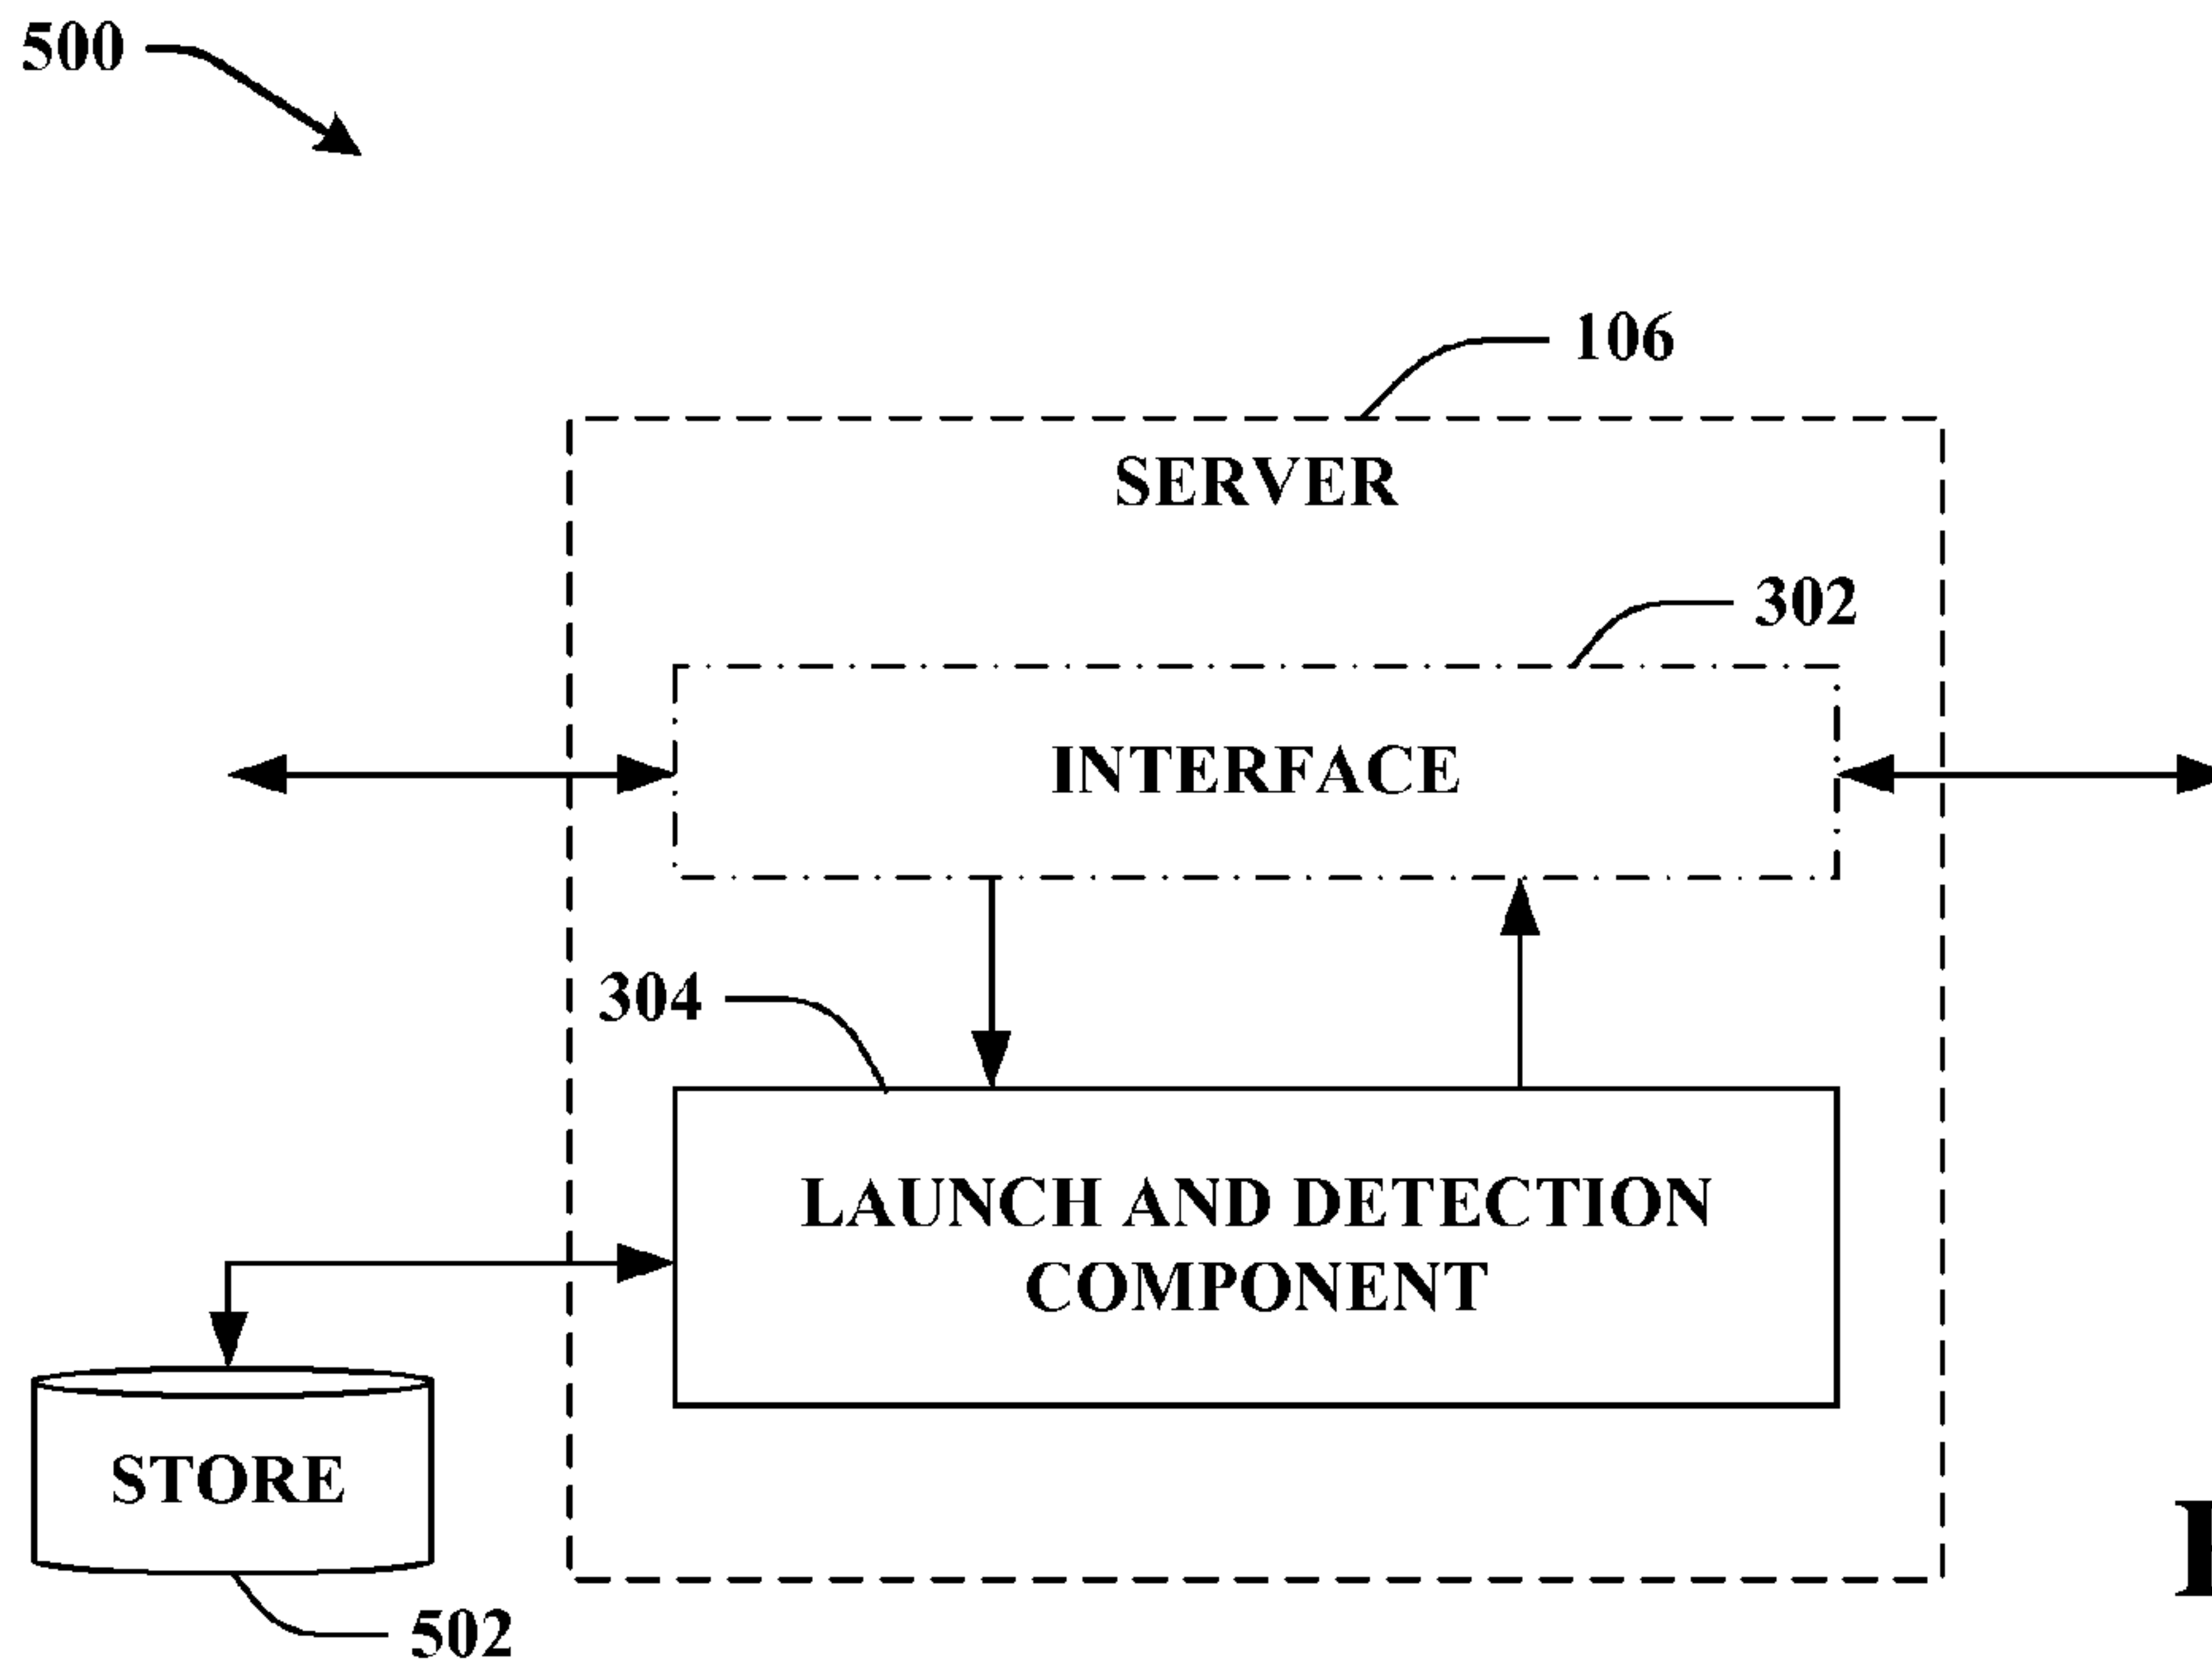 500
106
SERVER
302
INTERFACE
304
LAUNCH AND DETECTION
COMPONENT
STORE
502